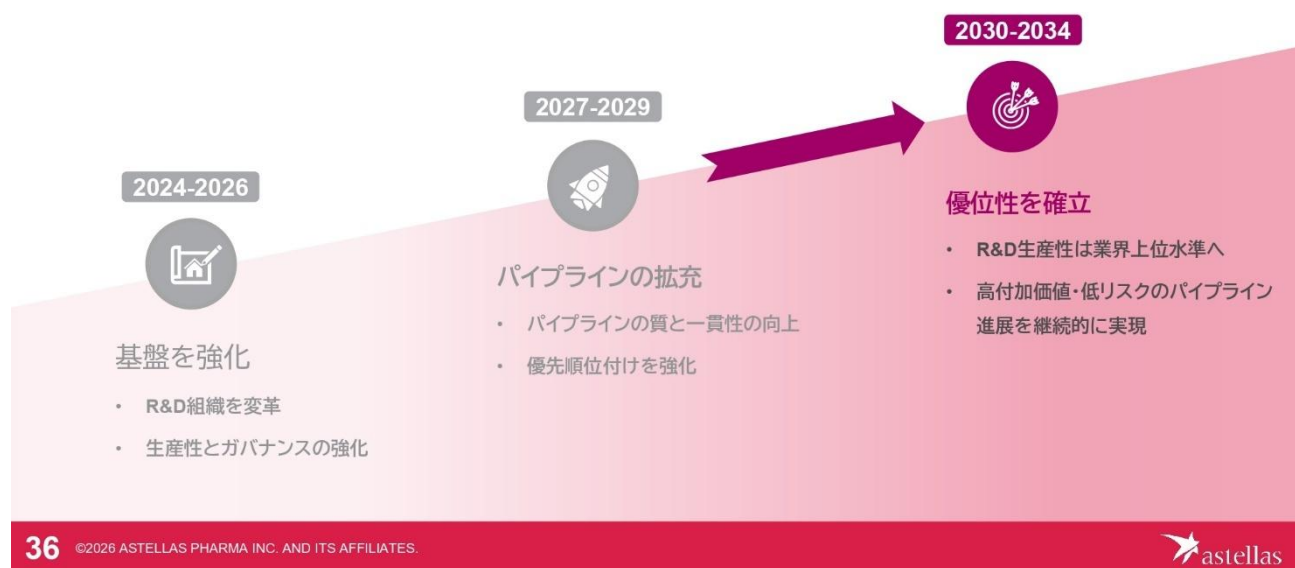 2024-2026
基盤を強化
• R&D組織を変革
• 生産性とガバナンスの強化
2027-2029
パイプラインの拡充
• パイプラインの質と一貫性の向上
• 優先順位付けを強化
2030-2034
優位性を確立
• R&D生産性は業界上位水準へ
• 高付加価値・低リスクのパイプライン
進展を継続的に実現
36 ©2026 ASTELLAS PHARMA INC. AND ITS AFFILIATES.
astellas